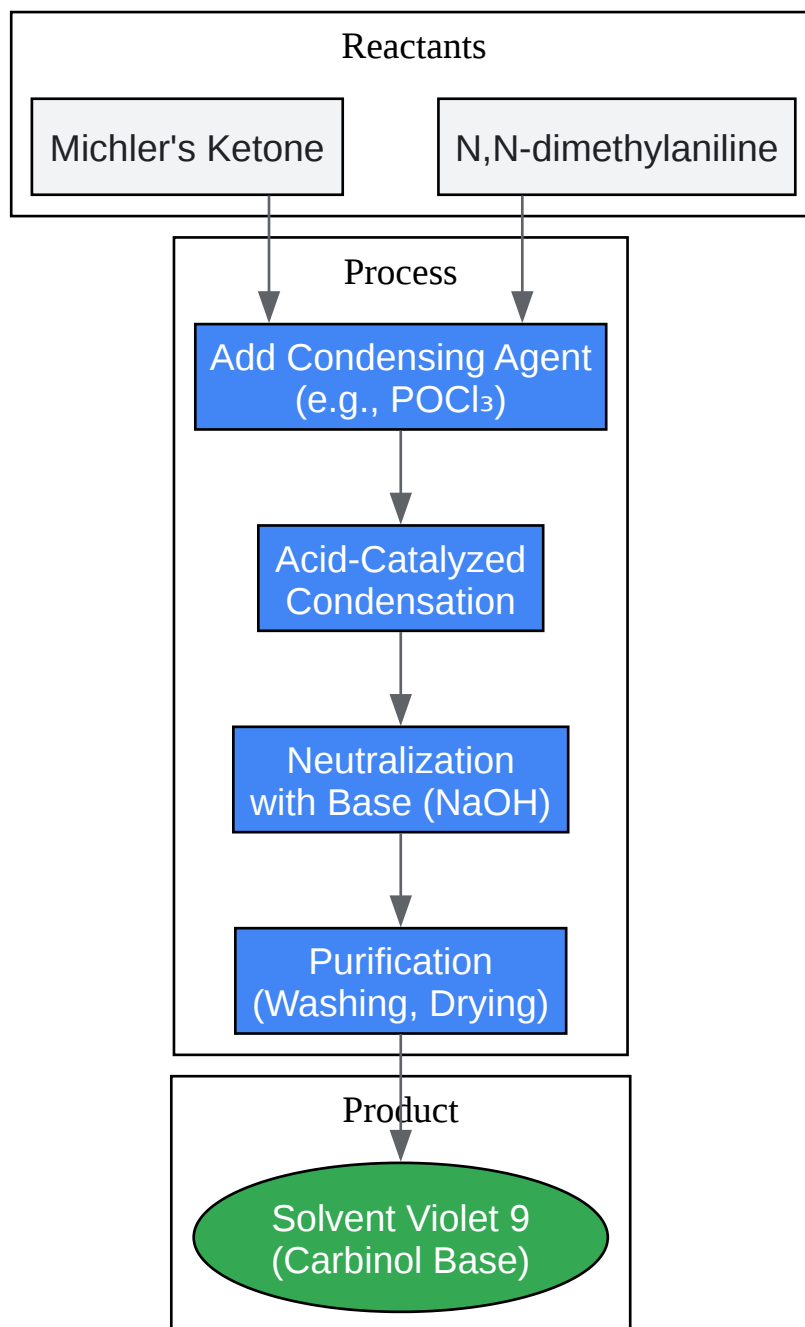 Reactants
Michler's Ketone
N,N-dimethylaniline
Process
Add Condensing Agent
(e.g., POCl₃)
Acid-Catalyzed
Condensation
Neutralization
with Base (NaOH)
Purification
(Washing, Drying)
Product
Solvent Violet 9
(Carbinol Base)